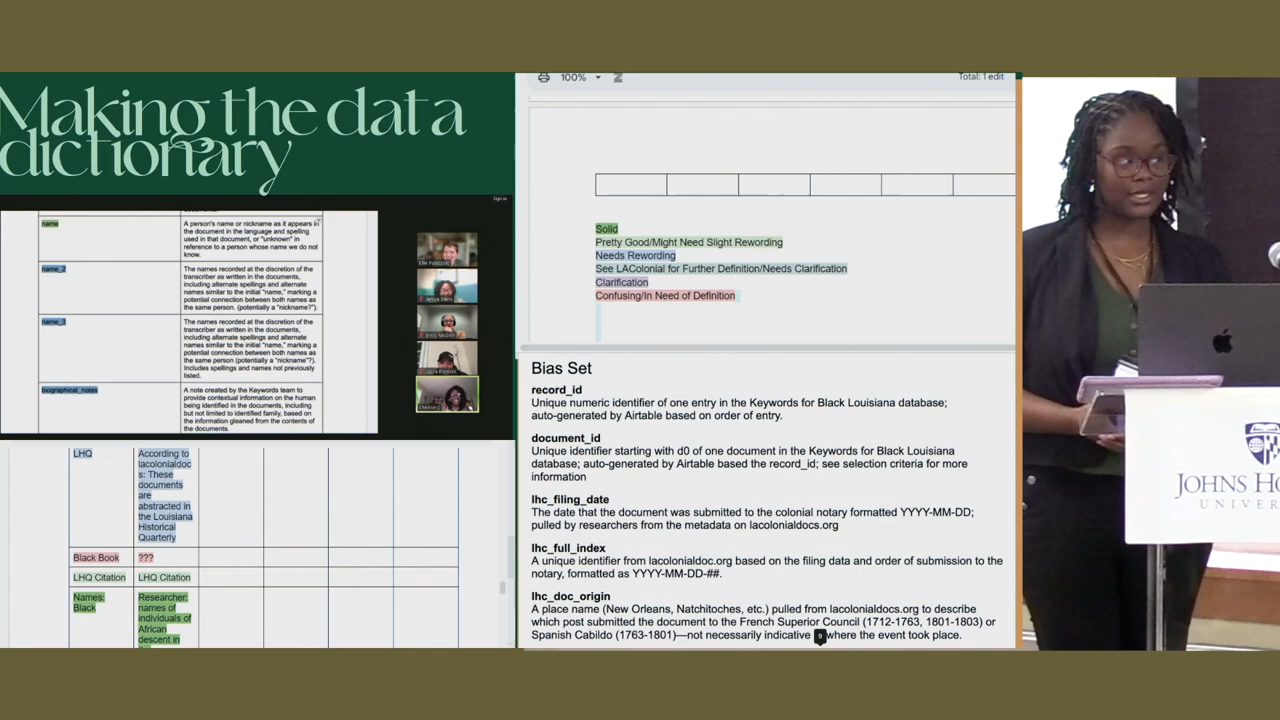 Making the data
dictionary
name
A person's name or nickname as it appears in
the document in the language and spelling
used in that document, or "unknown" in
reference to a person whose name we do not
know.
name_2
The names recorded at the discretion of the
transcriber as written in the documents,
including alternate spellings and alternate
names similar to the initial "name," marking a
potential connection between both names as
the same person. (potentially a "nickname?").
name_3
The names recorded at the discretion of the
transcriber as written in the documents,
including alternate spellings and alternate
names similar to the initial "name," marking a
potential connection between both names as
the same person (potentially a "nickname"?).
Includes spellings and names not previously
listed.
biographical_notes
A note created by the Keywords team to
provide contextual information on the
human being identified in the documents,
including but not limited to identified family, based
on the information gleaned from the contents of
the documents.
Sign in
LHQ
According to
lacolonialdoc
s: These
documents
are
abstracted in
the Louisiana
Historical
Quarterly
Black Book
???
LHQ Citation
LHQ Citation
Names:
Black
Researcher:
names of
individuals of
African
descent in
100%
Total: 1 edit
Solid
Pretty Good/Might Need Slight Rewording
Needs Rewording
See LAColonial for Further Definition/Needs Clarification
Clarification
Confusing/In Need of Definition
Bias Set
record_id
Unique numeric identifier of one entry in the Keywords for Black Louisiana database;
auto-generated by Airtable based on order of entry.
document_id
Unique identifier starting with d0 of one document in the Keywords for Black Louisiana
database; auto-generated by Airtable based the record_id; see selection criteria for more
information
lhc_filing_date
The date that the document was submitted to the colonial notary formatted YYYY-MM-DD;
pulled by researchers from the metadata on lacolonialdocs.org
lhc_full_index
A unique identifier from lacolonialdoc.org based on the filing data and order of submission to the
notary, formatted as YYYY-MM-DD-##.
lhc_doc_origin
A place name (New Orleans, Natchitoches, etc.) pulled from lacolonialdocs.org to describe
which post submitted the document to the French Superior Council (1712-1763, 1801-1803) or
Spanish Cabildo (1763-1801)—not necessarily indicative 9 where the event took place.
JOHNS HO
UNIVER